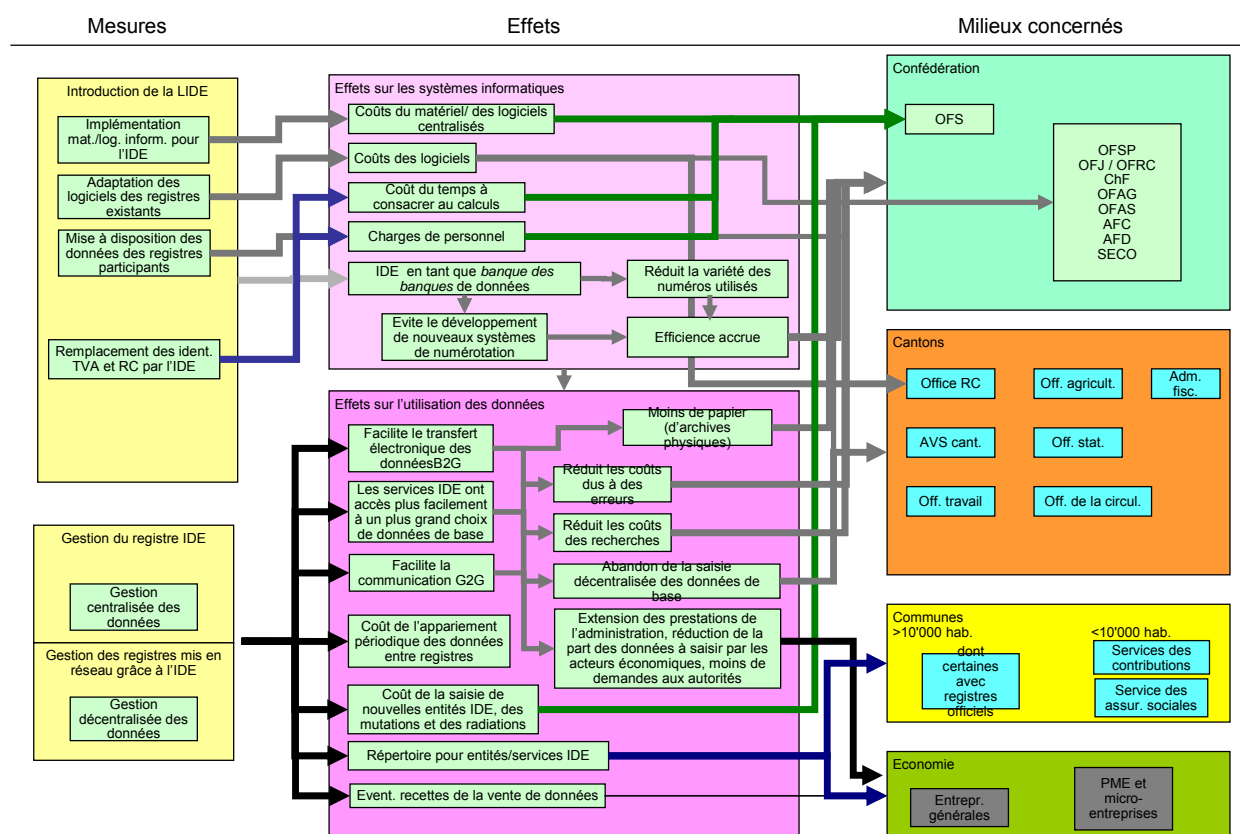 Mesures
Effets
Milieux concernés
Introduction de la LIDE
Implémentation
mat./log. inform. pour
l'IDE
Adaptation des
logiciels des registres
existants
Mise à disposition des
données des registres
participants
Remplacement des ident.
TVA et RC par l'IDE
Gestion du registre IDE
Gestion
centralisée des
données
Gestion des registres mis en
réseau grâce à l'IDE
Gestion
décentralisée des
données
Effets sur les systèmes informatiques
Coûts du matériel/ des logiciels
centralisés
Coûts des logiciels
Coût du temps à
consacrer au calculs
Charges de personnel
IDE en tant que banque des
banques de données
Réduit la variété des
numéros utilisés
Evite le développement
de nouveaux systèmes
de numérotation
Efficience accrue
Effets sur l'utilisation des données
Facilite le transfert
électronique des
donnéesB2G
Moins de papier
(d'archives
physiques)
Les services IDE ont
accès plus facilement
à un plus grand choix
de données de base
Réduit les coûts
dus à des
erreurs
Réduit les coûts
des recherches
Facilite la
communication G2G
Abandon de la saisie
décentralisée des données de
base
Coût de l'appariement
périodique des données
entre registres
Extension des prestations de
l'administration, réduction de la
part des données à saisir par les
acteurs économiques, moins de
demandes aux autorités
Coût de la saisie de
nouvelles entités IDE, des
mutations et des radiations
Répertoire pour entités/services IDE
Event. recettes de la vente de données
Confédération
OFS
OFSP
OFJ / OFRC
ChF
OFAG
OFAS
AFC
AFD
SECO
Cantons
Office RC
Off. agricult.
Adm.
fisc.
AVS cant.
Off. stat.
Off. travail
Off. de la circul.
Communes
>10'000 hab.
<10'000 hab.
dont
certaines
avec
registres
officiels
Services des
contributions
Service des
assur. sociales
Economie
Entrepr.
générales
PME et
micro-
entreprises